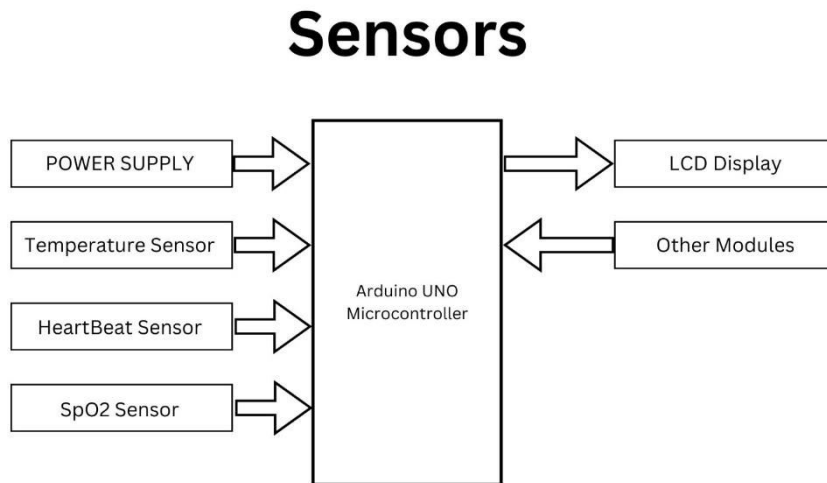 Sensors
POWER SUPPLY
Temperature Sensor
HeartBeat Sensor
SpO2 Sensor
Arduino UNO
Microcontroller
LCD Display
Other Modules